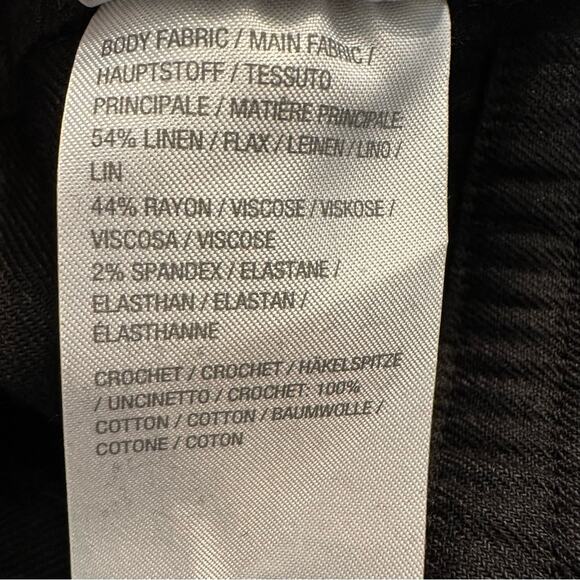 BODY FABRIC / MAIN FABRIC /
HAUPTSTOFF / TESSUTO
PRINCIPALE / MATIÈRE PRINCIPALE:
54% LINEN / FLAX / LEINEN / LINO /
LIN
44% RAYON / VISCOSE / VISKOSE /
VISCOSA / VISCOSE
2% SPANDEX / ELASTANE /
ELASTHAN / ELASTAN /
ÉLASTHANNE
CROCHET / CROCHET / HÄKELSPITZE
/ UNCINETTO / CROCHET: 100%
COTTON / COTTON / BAUMWOLLE /
COTONE / COTON